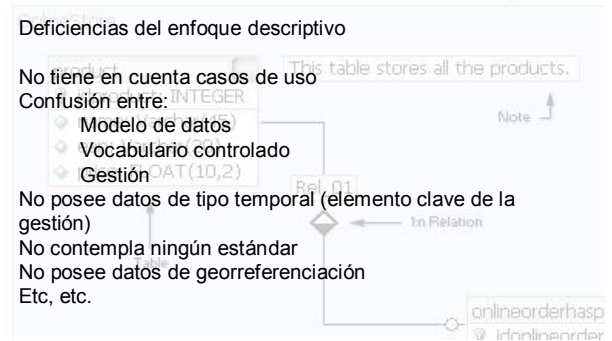 Deficiencias del enfoque descriptivo
No tiene en cuenta casos de uso
Confusión entre:
Modelo de datos
Vocabulario controlado
Gestión
No posee datos de tipo temporal (elemento clave de la
gestión)
No contempla ningún estándar
No posee datos de georreferenciación
Etc, etc.
product
idproduct: INTEGER
This table stores all the products.
Note
FLOAT(10,2)
Rel_01
1:n Relation
Table
onlineorderhasp
idonlineorder